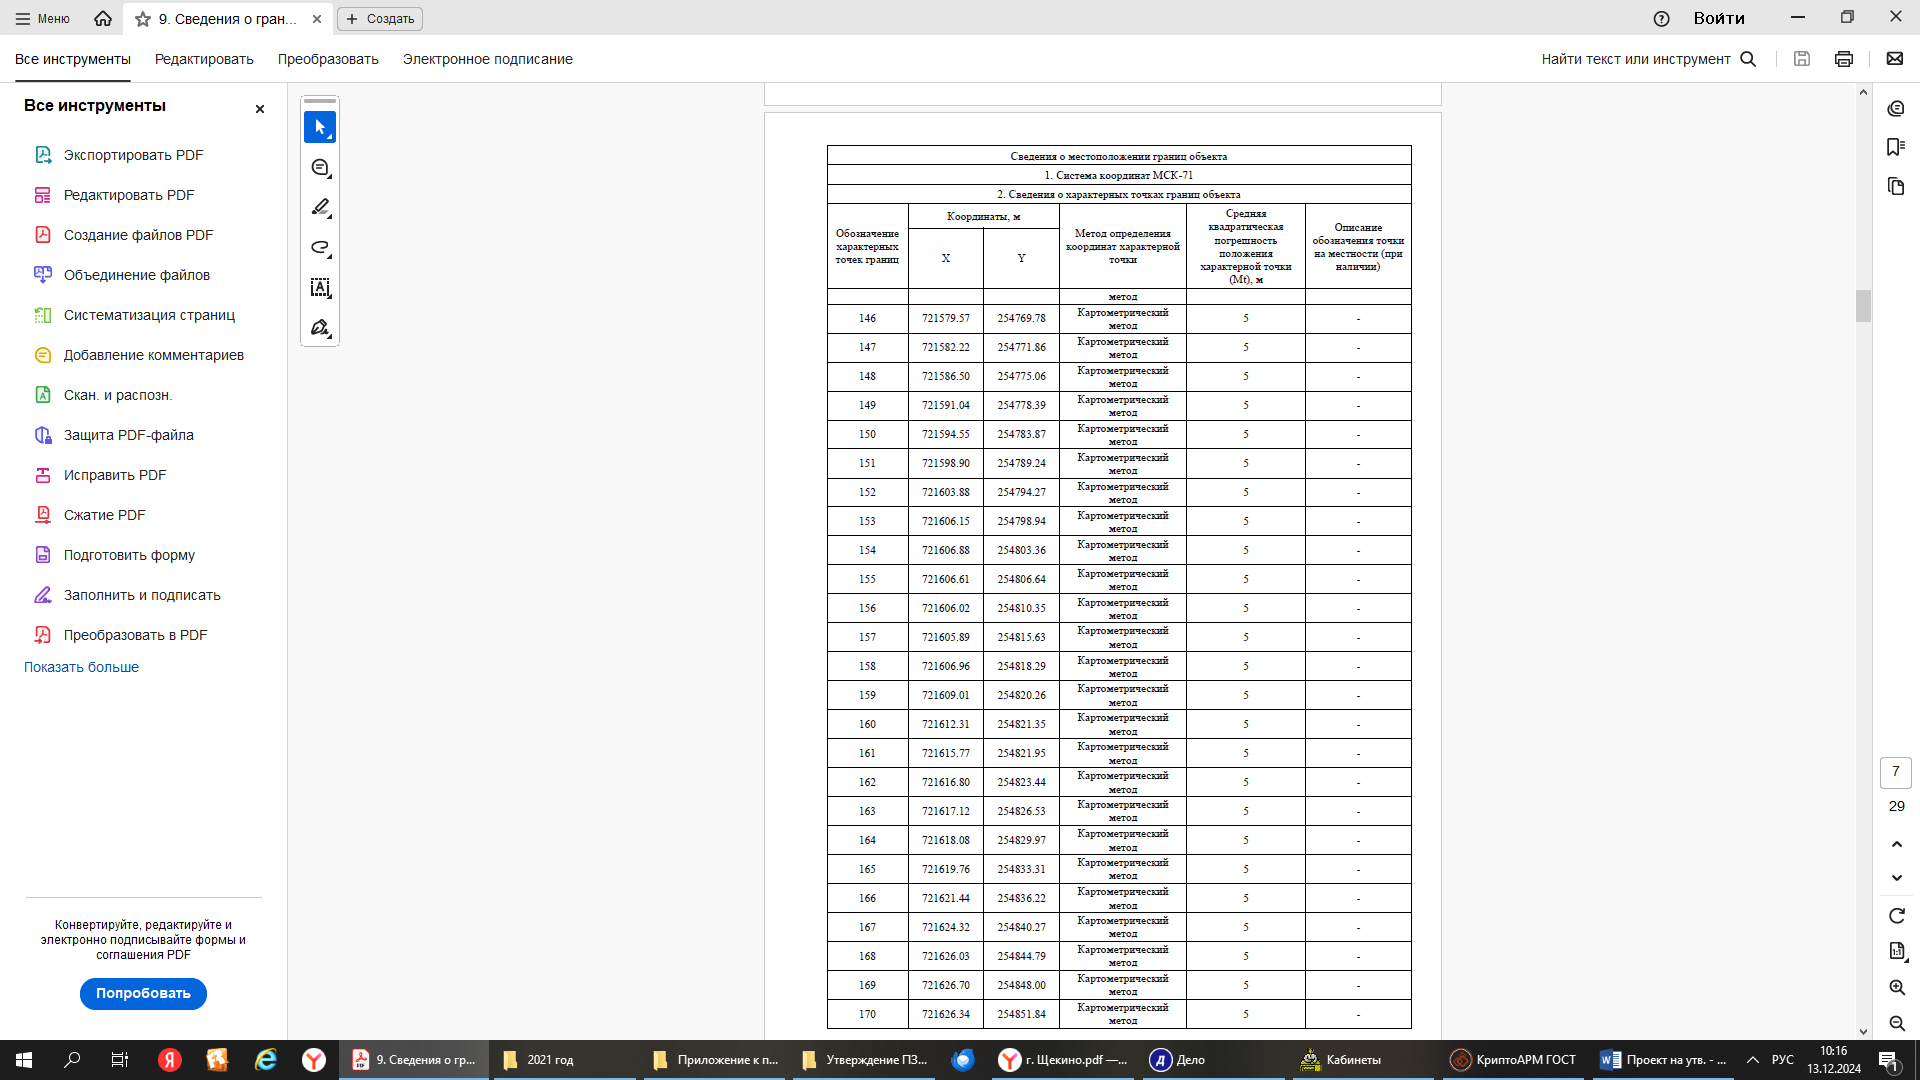 Меню
9. Сведения о гран...
Создать
Войти
Все инструменты
Редактировать
Преобразовать
Электронное подписание
Найти текст или инструмент
Все инструменты
Экспортировать PDF
Редактировать PDF
Создание файлов PDF
Объединение файлов
Систематизация страниц
Добавление комментариев
Скан. и распозн.
Защита PDF-файла
Исправить PDF
Сжатие PDF
Подготовить форму
Заполнить и подписать
Преобразовать в PDF
Показать больше
Конвертируйте, редактируйте и
электронно подписывайте формы и
соглашения PDF
Попробовать
Сведения о местоположении границ объекта
1. Система координат МСК-71
2. Сведения о характерных точках границ объекта
Обозначение
характерных
точек границ
Координаты, м
X
Y
Метод определения
координат характерной
точки
Средняя
квадратическая
погрешность
положения
характерной точки
(Mt), м
Описание
обозначения точки
на местности (при
наличии)
метод
146 721579.57 254769.78 Картометрический метод 5 -
147 721582.22 254771.86 Картометрический метод 5 -
148 721586.50 254775.06 Картометрический метод 5 -
149 721591.04 254778.39 Картометрический метод 5 -
150 721594.55 254783.87 Картометрический метод 5 -
151 721598.90 254789.24 Картометрический метод 5 -
152 721603.88 254794.27 Картометрический метод 5 -
153 721606.15 254798.94 Картометрический метод 5 -
154 721606.88 254803.36 Картометрический метод 5 -
155 721606.61 254806.64 Картометрический метод 5 -
156 721606.02 254810.35 Картометрический метод 5 -
157 721605.89 254815.63 Картометрический метод 5 -
158 721606.96 254818.29 Картометрический метод 5 -
159 721609.01 254820.26 Картометрический метод 5 -
160 721612.31 254821.35 Картометрический метод 5 -
161 721615.77 254821.95 Картометрический метод 5 -
162 721616.80 254823.44 Картометрический метод 5 -
163 721617.12 254826.53 Картометрический метод 5 -
164 721618.08 254829.97 Картометрический метод 5 -
165 721619.76 254833.31 Картометрический метод 5 -
166 721621.44 254836.22 Картометрический метод 5 -
167 721624.32 254840.27 Картометрический метод 5 -
168 721626.03 254844.79 Картометрический метод 5 -
169 721626.70 254848.00 Картометрический метод 5 -
170 721626.34 254851.84 Картометрический метод 5 -
7
29
9. Сведения о гр...
2021 год
Приложение к п...
Утверждение ПЗ...
г. Щекино.pdf —...
Дело
Кабинеты
КриптоАРМ ГОСТ
Проект на утв. - ...
РУС
10:16
13.12.2024
1